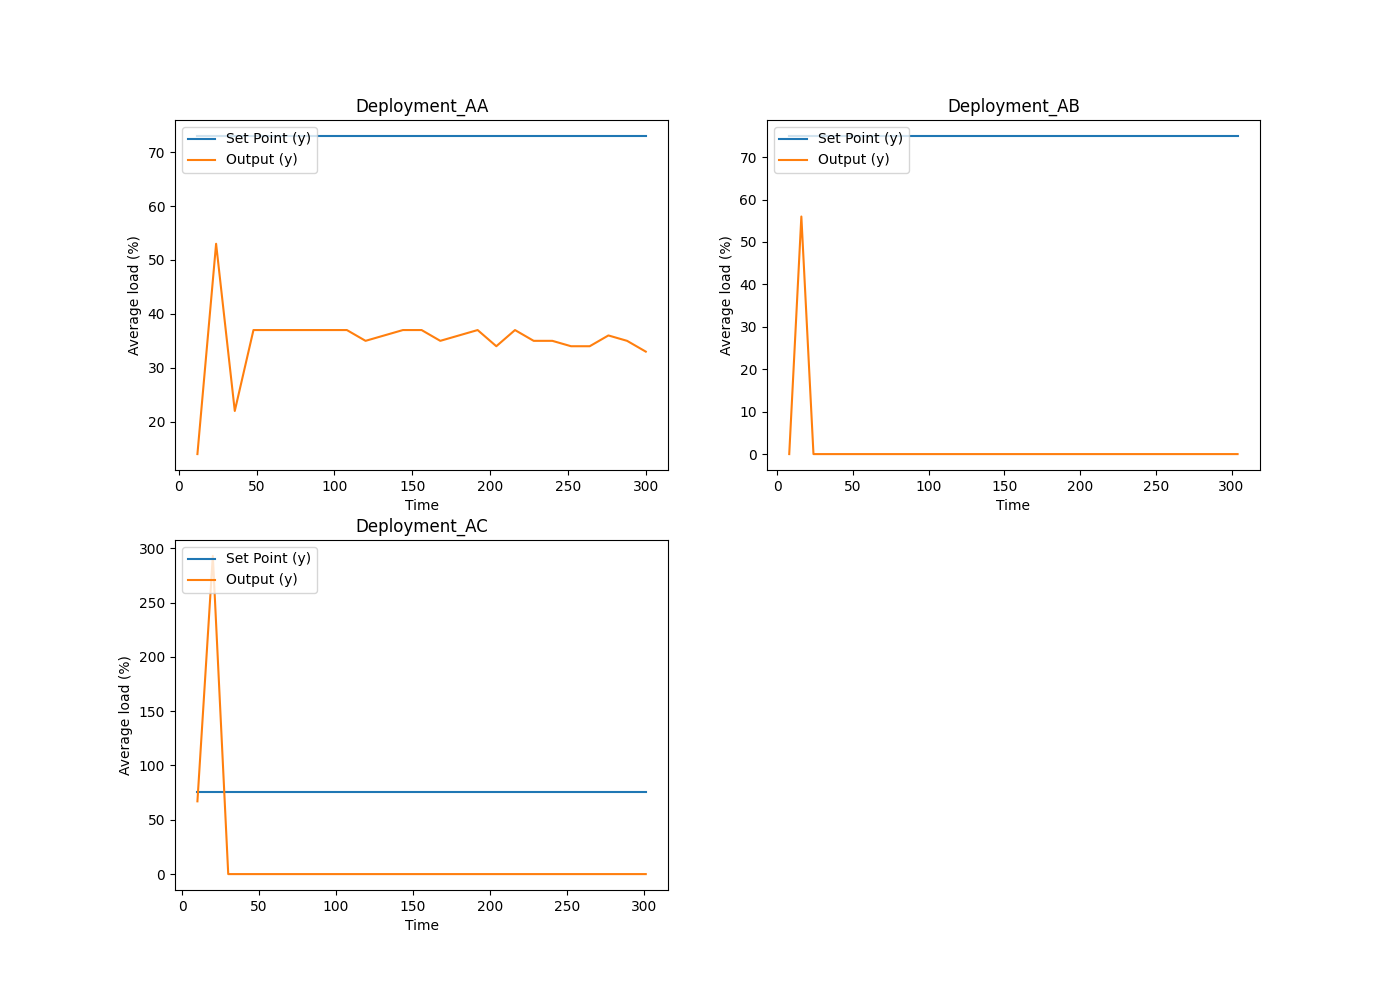 Deployment_AA
Set Point (y)
Output (y)
Average load (%)
70
60
50
40
30
20
0 50 100 150 200 250 300
Time
Deployment_AB
Set Point (y)
Output (y)
Average load (%)
70
60
50
40
30
20
10
0
0 50 100 150 200 250 300
Time
Deployment_AC
Set Point (y)
Output (y)
Average load (%)
300
250
200
150
100
50
0
0 50 100 150 200 250 300
Time